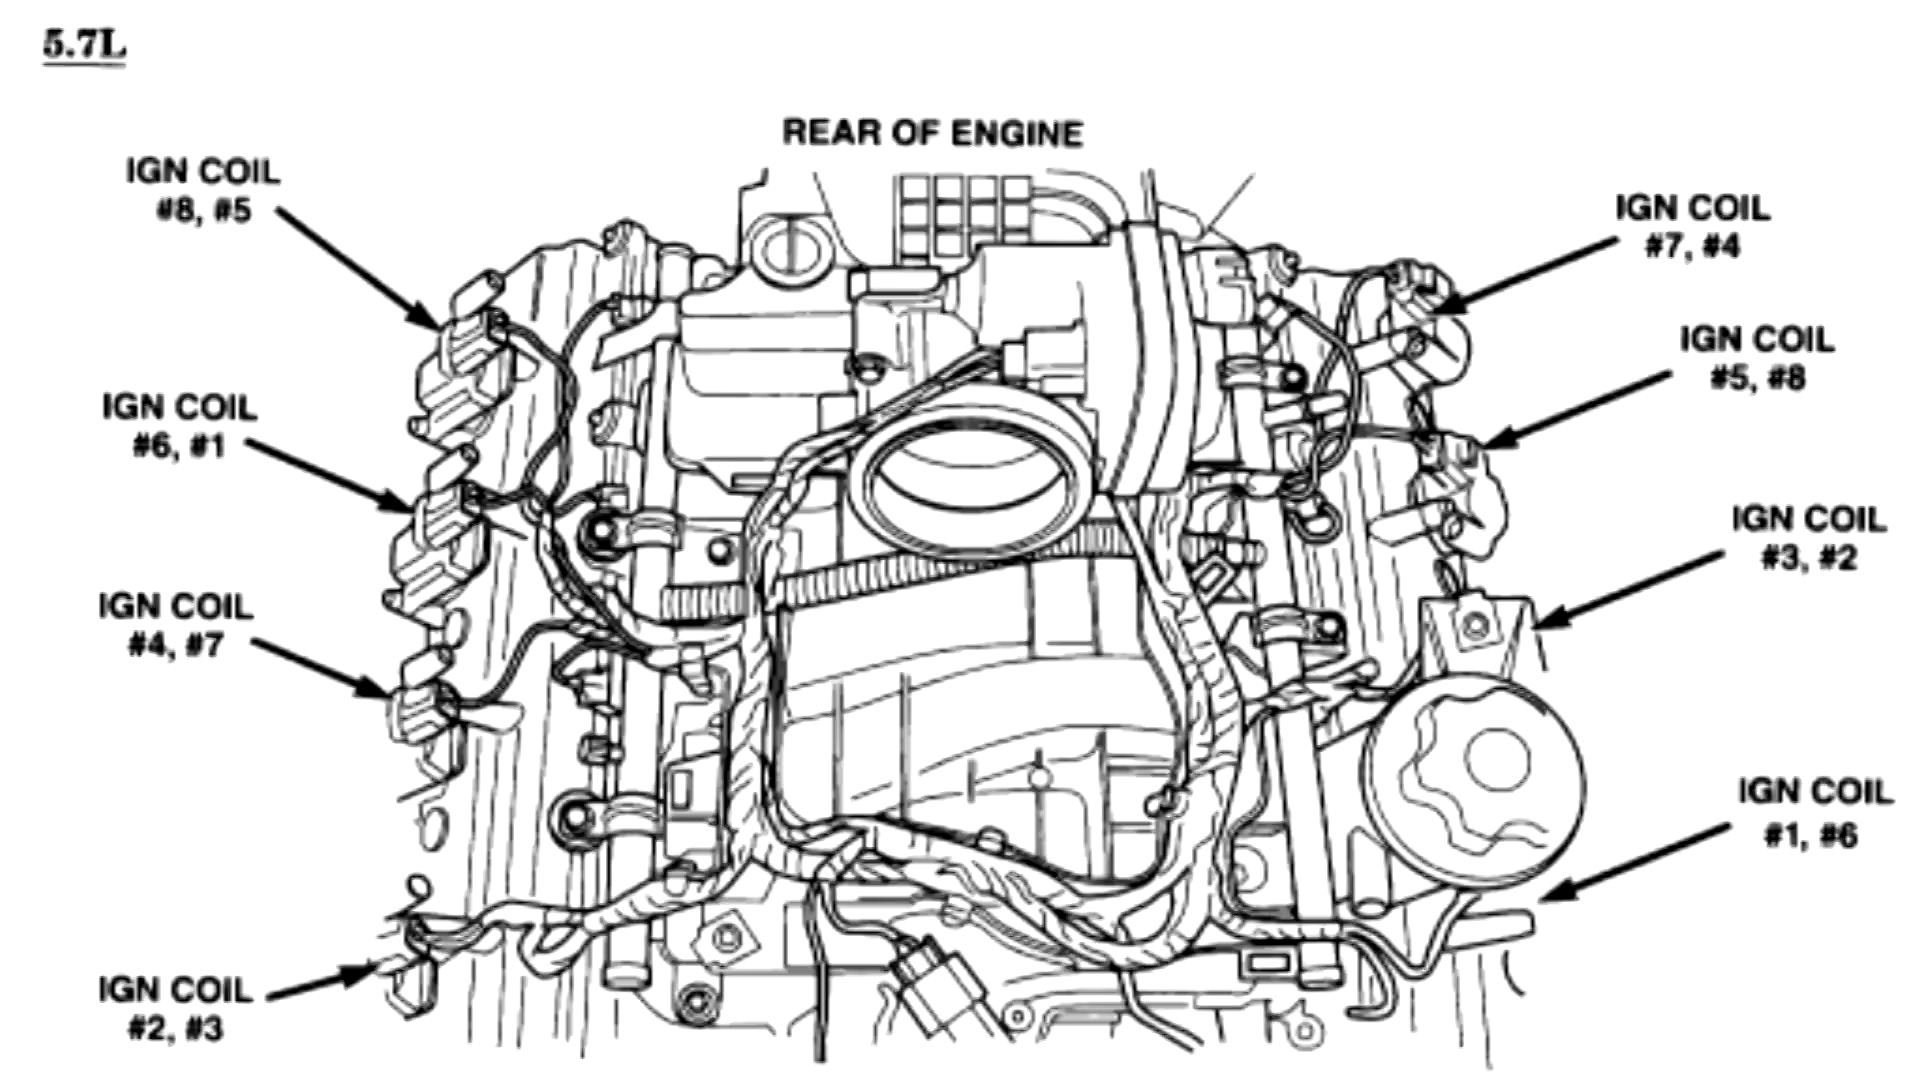 5.7L
REAR OF ENGINE
IGN COIL
#8, #5
IGN COIL
#7, #4
IGN COIL
#5, #8
IGN COIL
#6, #1
IGN COIL
#3, #2
IGN COIL
#4, #7
IGN COIL
#1, #6
IGN COIL
#2, #3